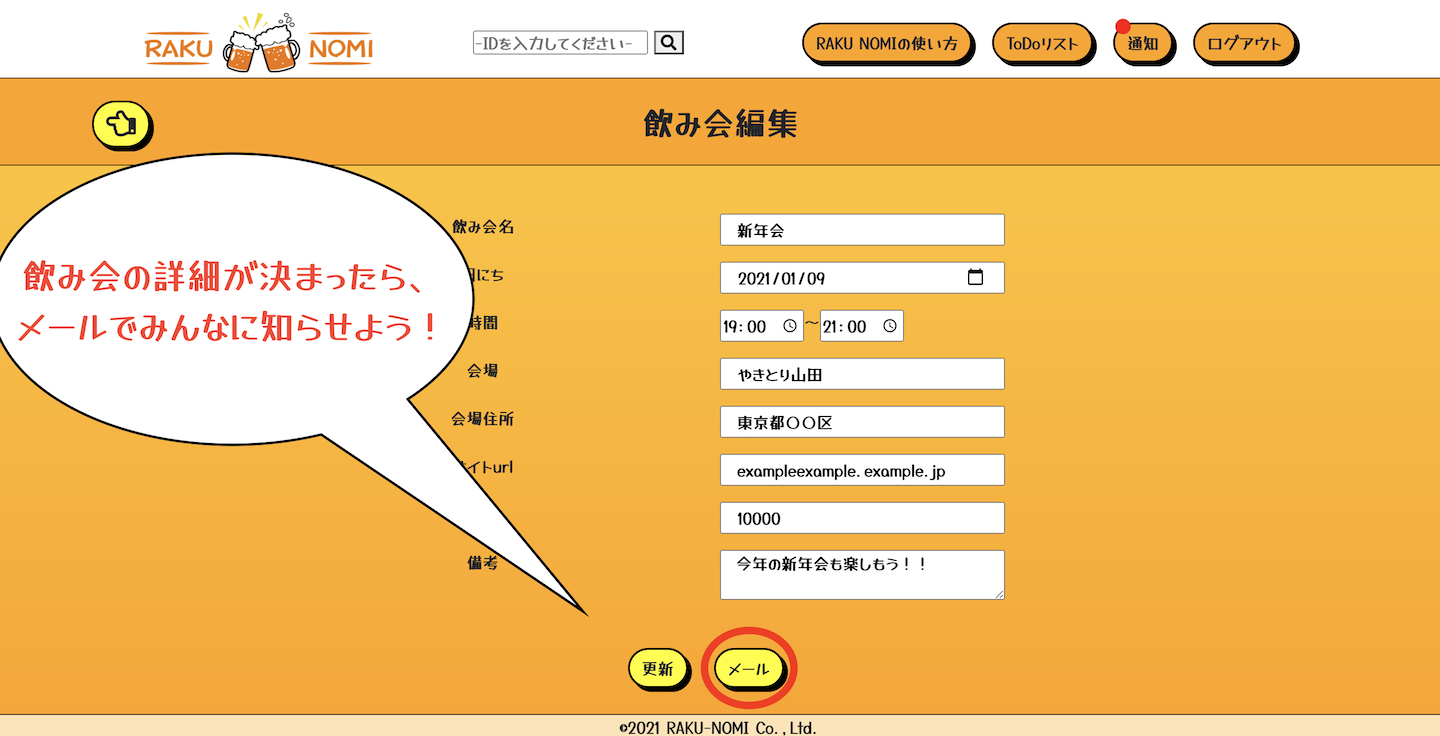 RAKU NOMI
-IDを入力してください-
RAKU NOMIの使い方
ToDoリスト
通知
ログアウト
飲み会編集
飲み会の詳細が決まったら、
メールでみんなに知らせよう！
飲み会名
新年会
にち
2021/01/09
時間
19:00
〜
21:00
会場
やきとり山田
会場住所
東京都〇〇区
イトurl
exampleexample.example.jp
10000
備考
今年の新年会も楽しもう！！
更新
メール
©2021 RAKU-NOMI Co.,Ltd.